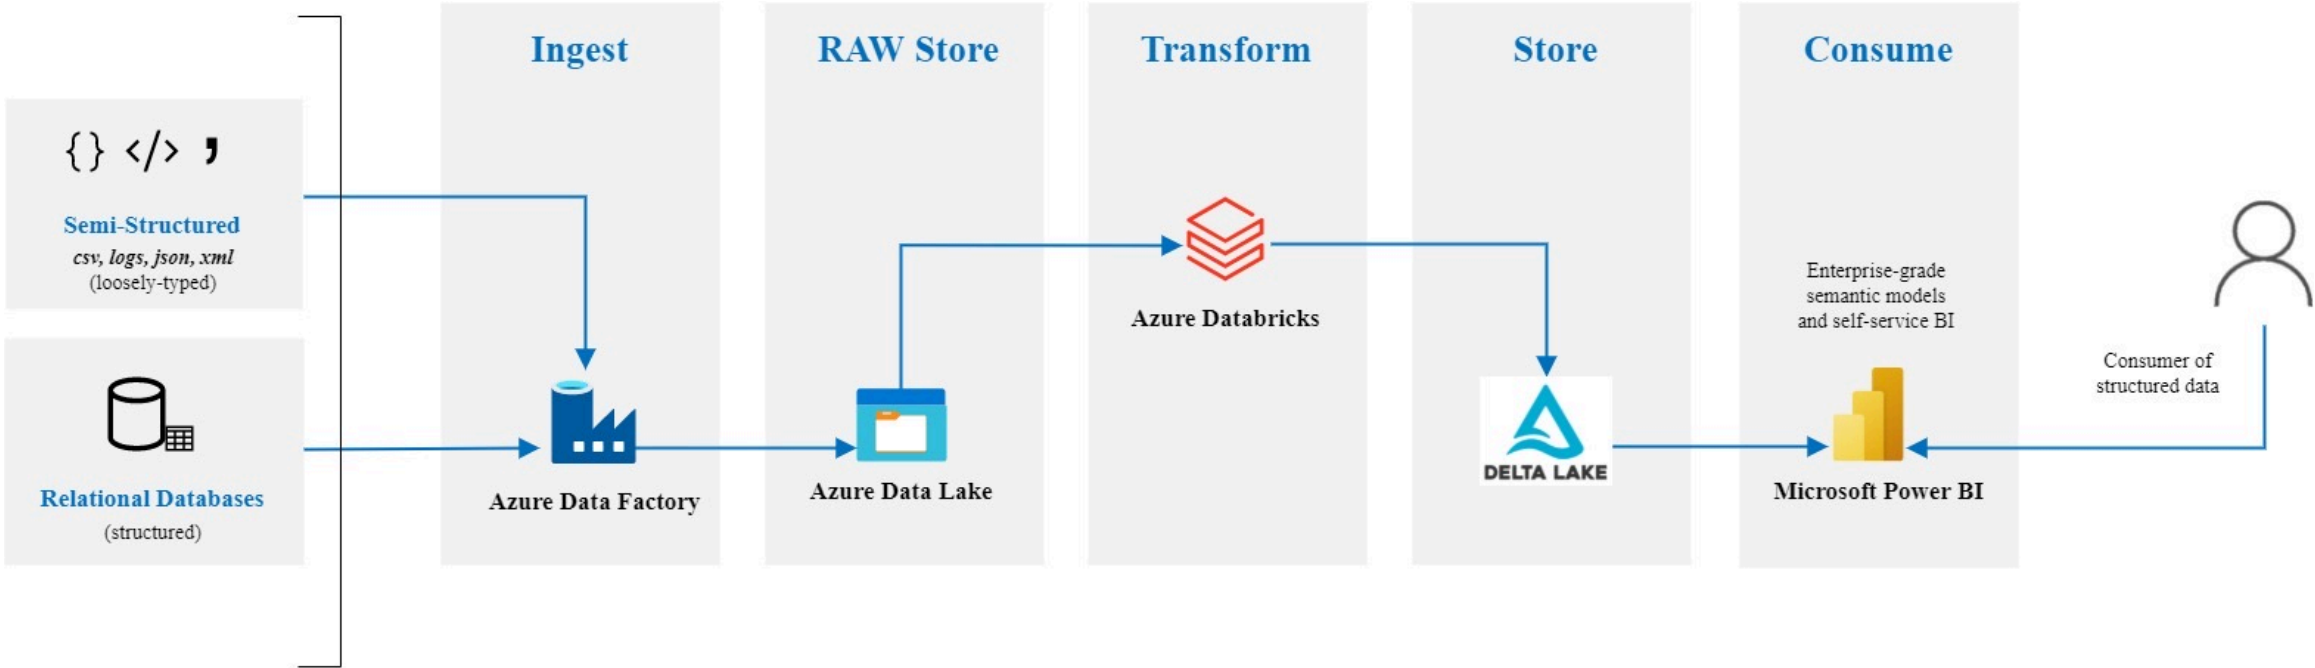 Ingest
RAW Store
Transform
Store
Consume
{} </> ,
Semi-Structured
csv, logs, json, xml
(loosely-typed)
Relational Databases
(structured)
Azure Data Factory
Azure Data Lake
Azure Databricks
DELTA LAKE
Enterprise-grade
semantic models
and self-service BI
Microsoft Power BI
Consumer of
structured data